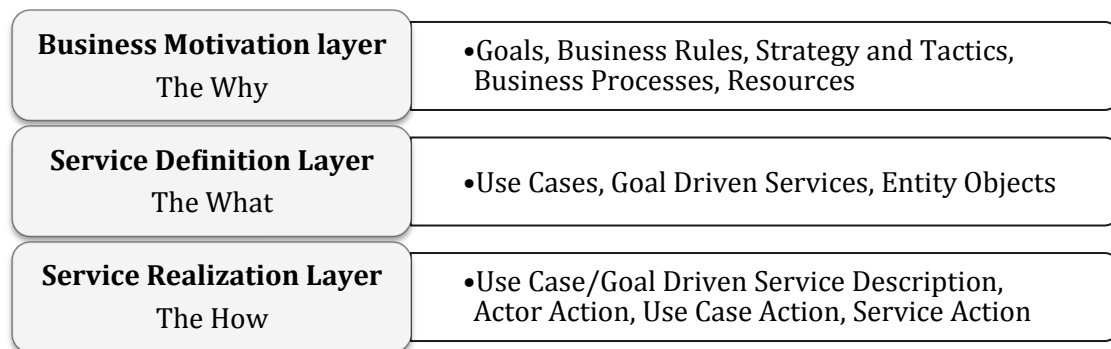 Business Motivation layer
The Why
•Goals, Business Rules, Strategy and Tactics,
Business Processes, Resources
Service Definition Layer
The What
•Use Cases, Goal Driven Services, Entity Objects
Service Realization Layer
The How
•Use Case/Goal Driven Service Description,
Actor Action, Use Case Action, Service Action